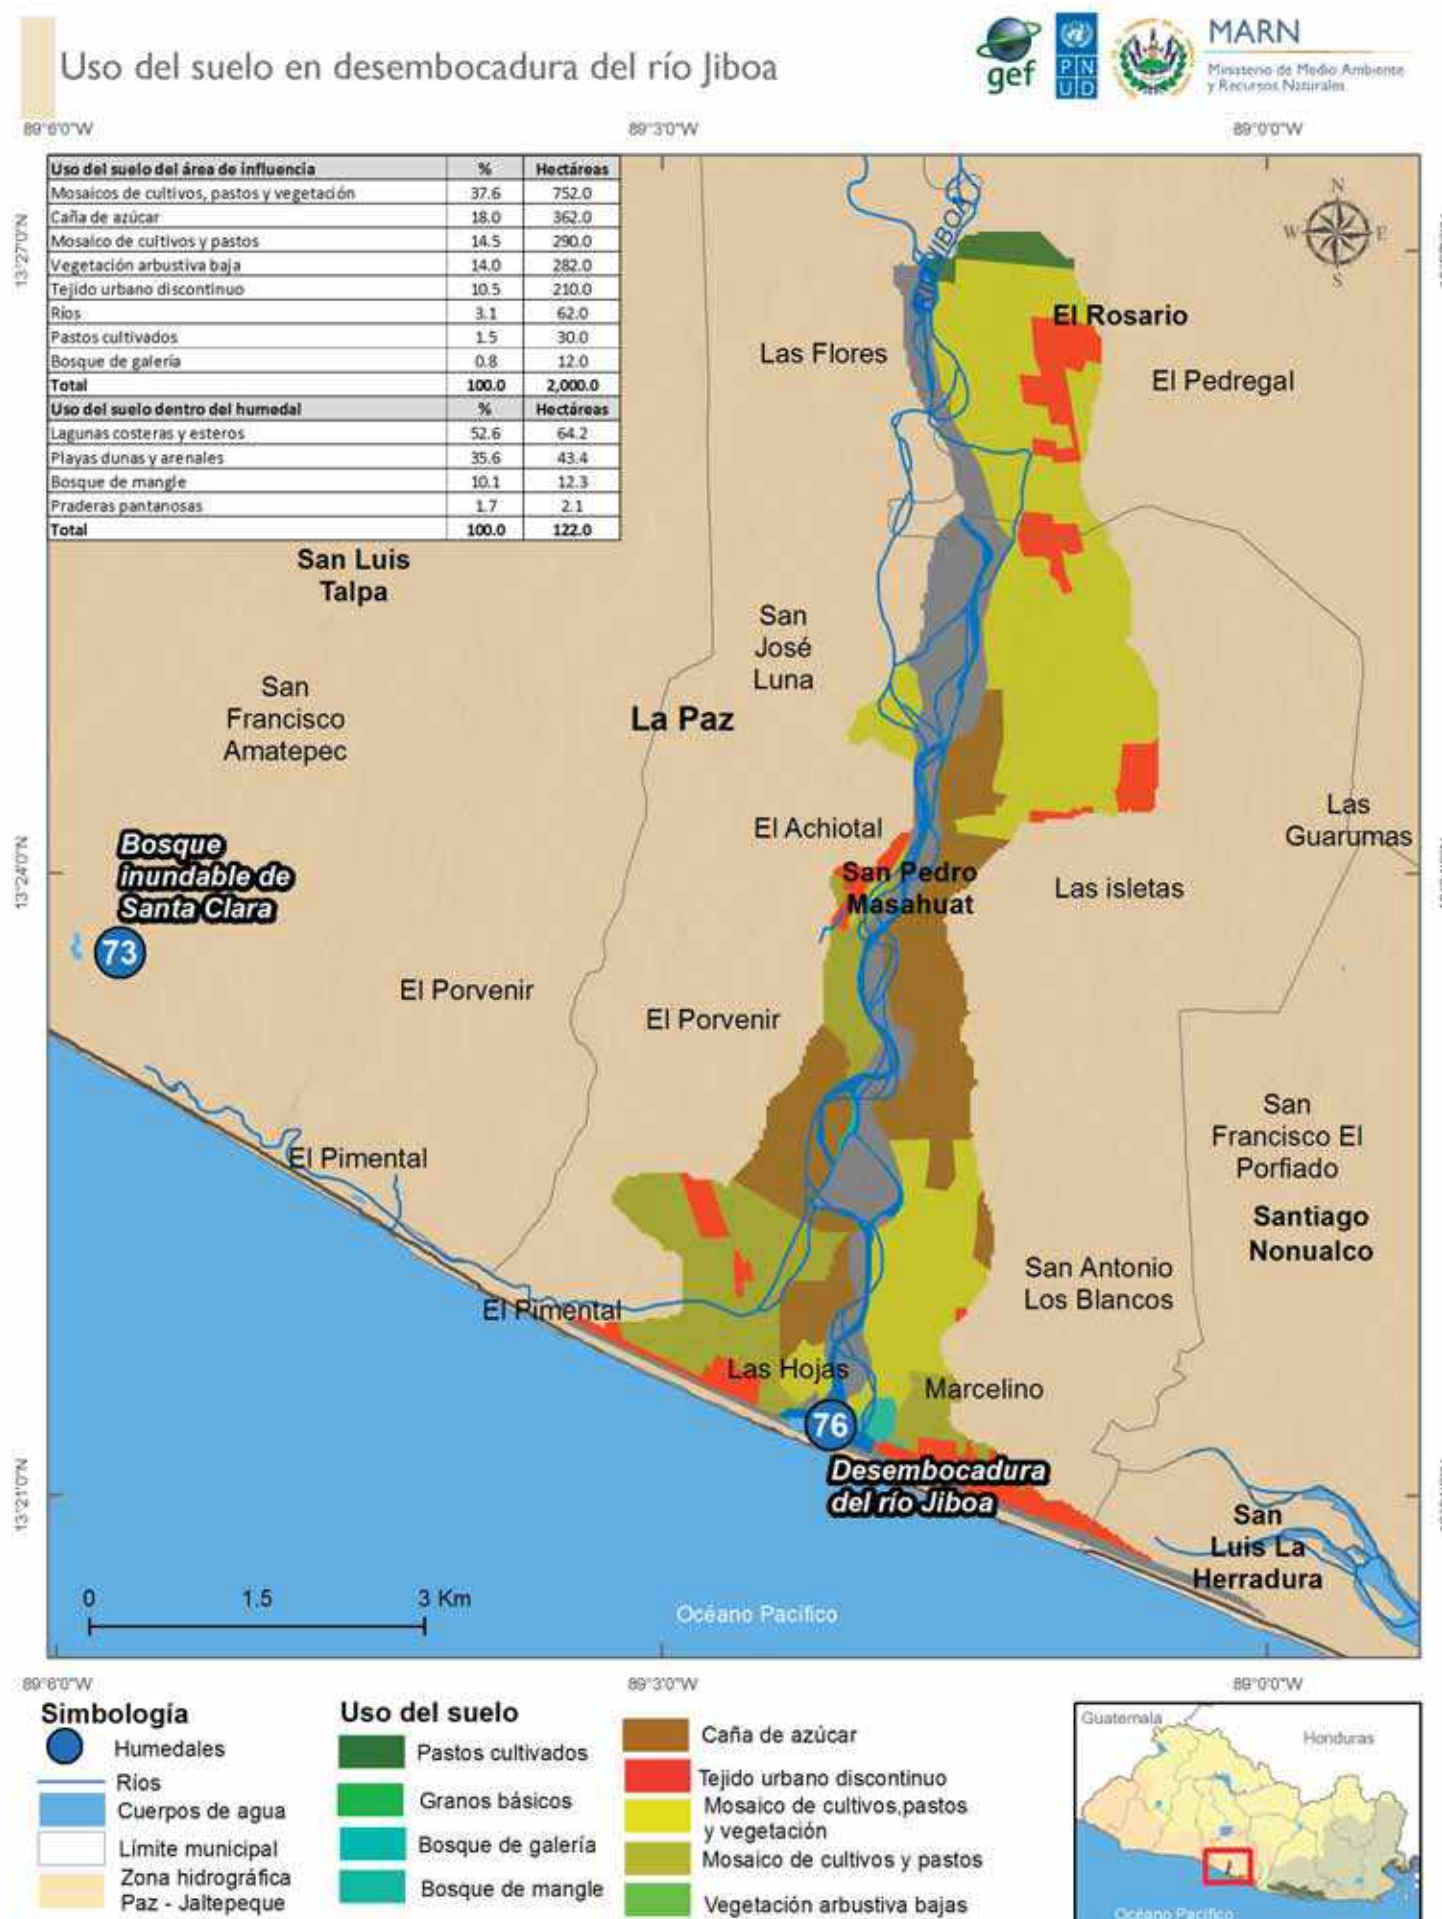 Uso del suelo en desembocadura del río Jiboa
gef
PN
UD
MARN
Ministerio de Medio Ambiente
y Recursos Naturales
89°6'0"W 89°3'0"W 89°0'0"W
Uso del suelo del área de influencia % Hectáreas
Mosaicos de cultivos, pastos y vegetación 37.6 752.0
Caña de azúcar 18.0 362.0
Mosaico de cultivos y pastos 14.5 290.0
Vegetación arbustiva baja 14.0 282.0
Tejido urbano discontinuo 10.5 210.0
Ríos 3.1 62.0
Pastos cultivados 1.5 30.0
Bosque de galería 0.8 12.0
Total 100.0 2,000.0
Uso del suelo dentro del humedal % Hectáreas
Lagunas costeras y esteros 52.6 64.2
Playas dunas y arenales 35.6 43.4
Bosque de mangle 10.1 12.3
Praderas pantanosas 1.7 2.1
Total 100.0 122.0
N
W E
S
13°27'0"N
RIO JIBOA
El Rosario
Las Flores
El Pedregal
San Luis
Talpa
San
José
Luna
San
Francisco
Amatepec
La Paz
Las
Guarumas
El Achiotal
Bosque
inundable de
Santa Clara
73
13°24'0"N
San Pedro
Masahuat
Las isletas
El Porvenir
El Porvenir
San
Francisco El
Porfiado
El Pimental
Santiago
Nonualco
San Antonio
Los Blancos
El Pimental
Las Hojas
Marcelino
76
Desembocadura
del río Jiboa
13°21'0"N
San
Luis La
Herradura
0 1.5 3 Km
Océano Pacífico
89°6'0"W 89°3'0"W 89°0'0"W
Simbología
Humedales
Ríos
Cuerpos de agua
Límite municipal
Zona hidrográfica
Paz - Jaltepeque
Uso del suelo
Pastos cultivados
Granos básicos
Bosque de galería
Bosque de mangle
Caña de azúcar
Tejido urbano discontinuo
Mosaico de cultivos,pastos
y vegetación
Mosaico de cultivos y pastos
Vegetación arbustiva bajas
Guatemala
Honduras
Océano Pacífico